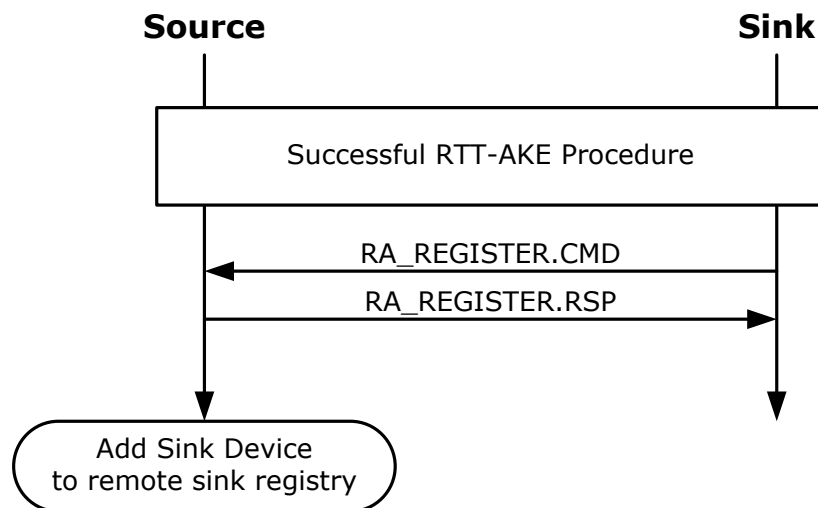 Source
Sink
Successful RTT-AKE Procedure
RA_REGISTER.CMD
RA_REGISTER.RSP
Add Sink Device
to remote sink registry